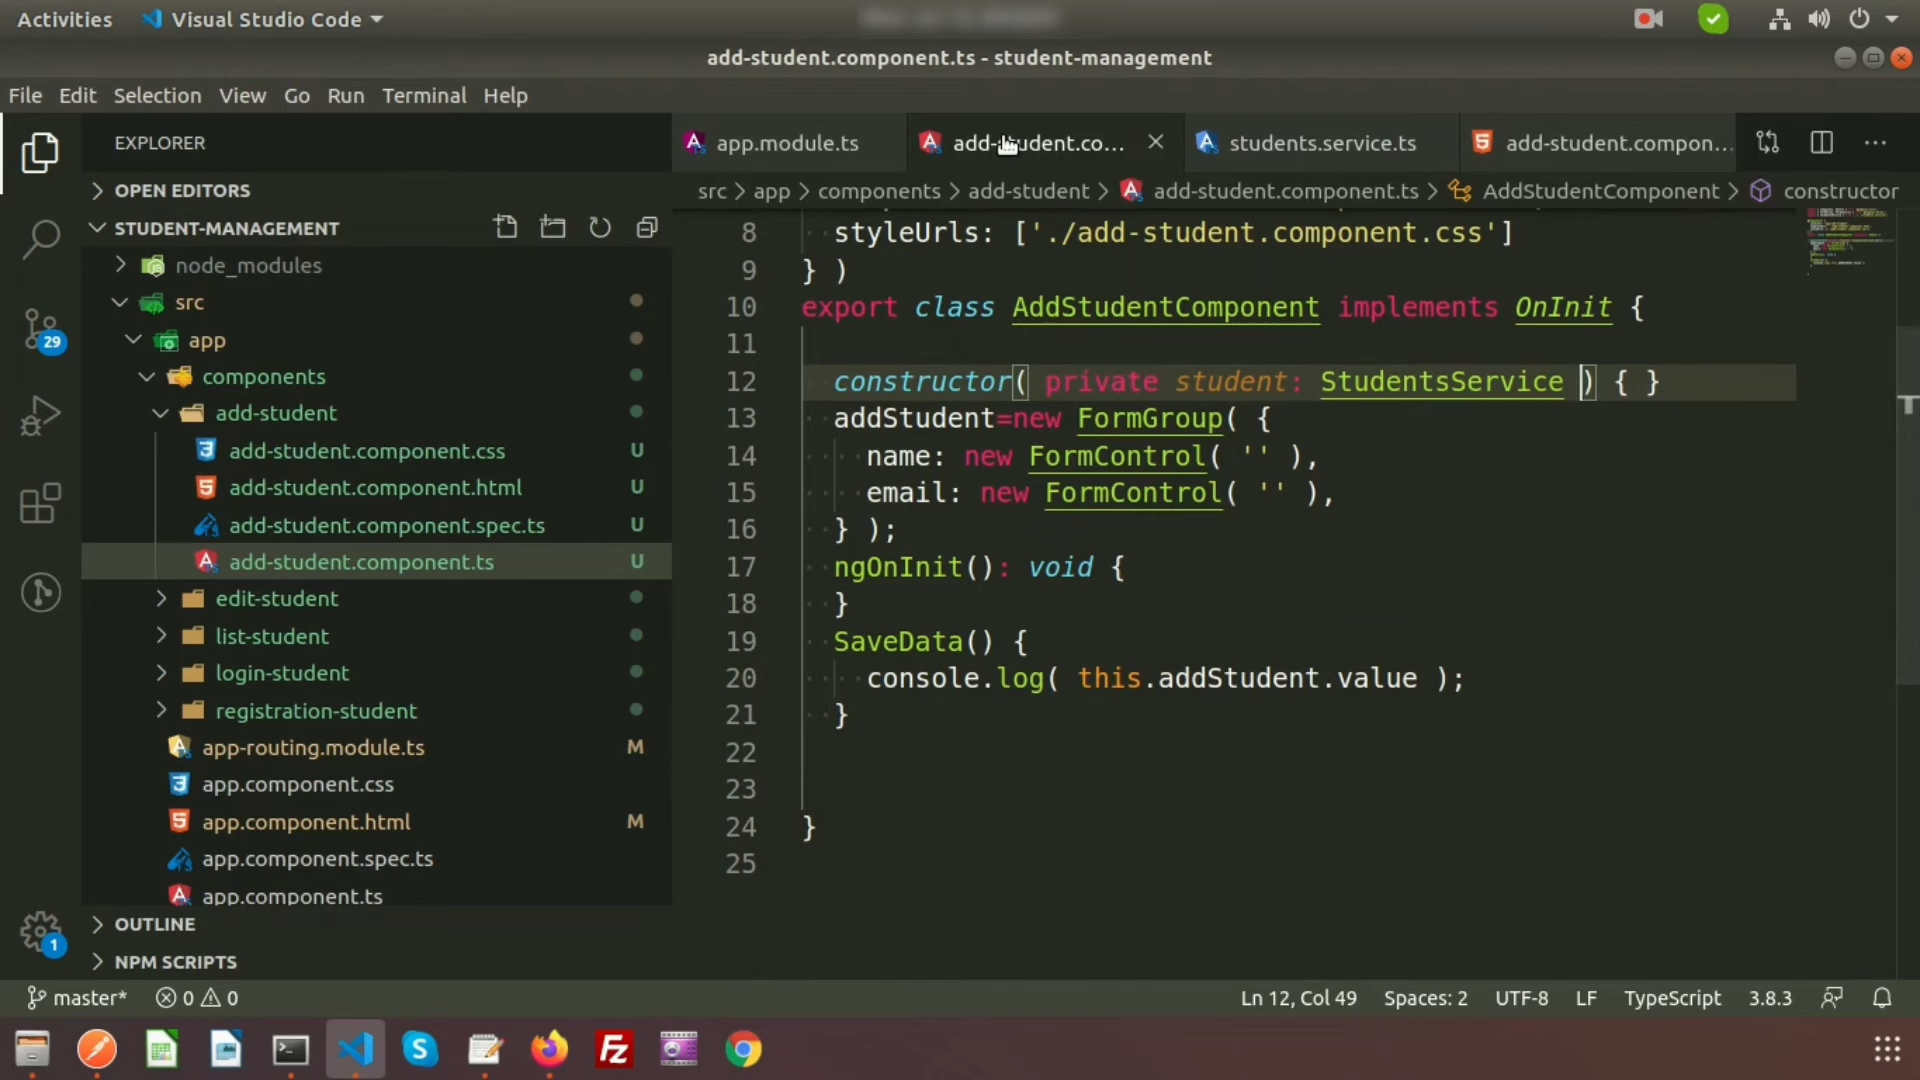 Activities Visual Studio Code
add-student.component.ts - student-management
File Edit Selection View Go Run Terminal Help
EXPLORER
OPEN EDITORS
STUDENT-MANAGEMENT
node_modules
src
app
components
add-student
add-student.component.css U
add-student.component.html U
add-student.component.spec.ts U
add-student.component.ts U
edit-student
list-student
login-student
registration-student
app-routing.module.ts M
app.component.css
app.component.html M
app.component.spec.ts
app.component.ts
OUTLINE
NPM SCRIPTS
29
1
app.module.ts add-student.co... students.service.ts add-student.compon...
src > app > components > add-student > add-student.component.ts > AddStudentComponent > constructor
8 styleUrls: ['./add-student.component.css']
9 } )
10 export class AddStudentComponent implements OnInit {
11
12 constructor( private student: StudentsService ) { }
13 addStudent=new FormGroup( {
14 name: new FormControl( '' ),
15 email: new FormControl( '' ),
16 } );
17 ngOnInit(): void {
18 }
19 SaveData() {
20 console.log( this.addStudent.value );
21 }
22
23
24 }
25
master* 0 0 Ln 12, Col 49 Spaces: 2 UTF-8 LF TypeScript 3.8.3